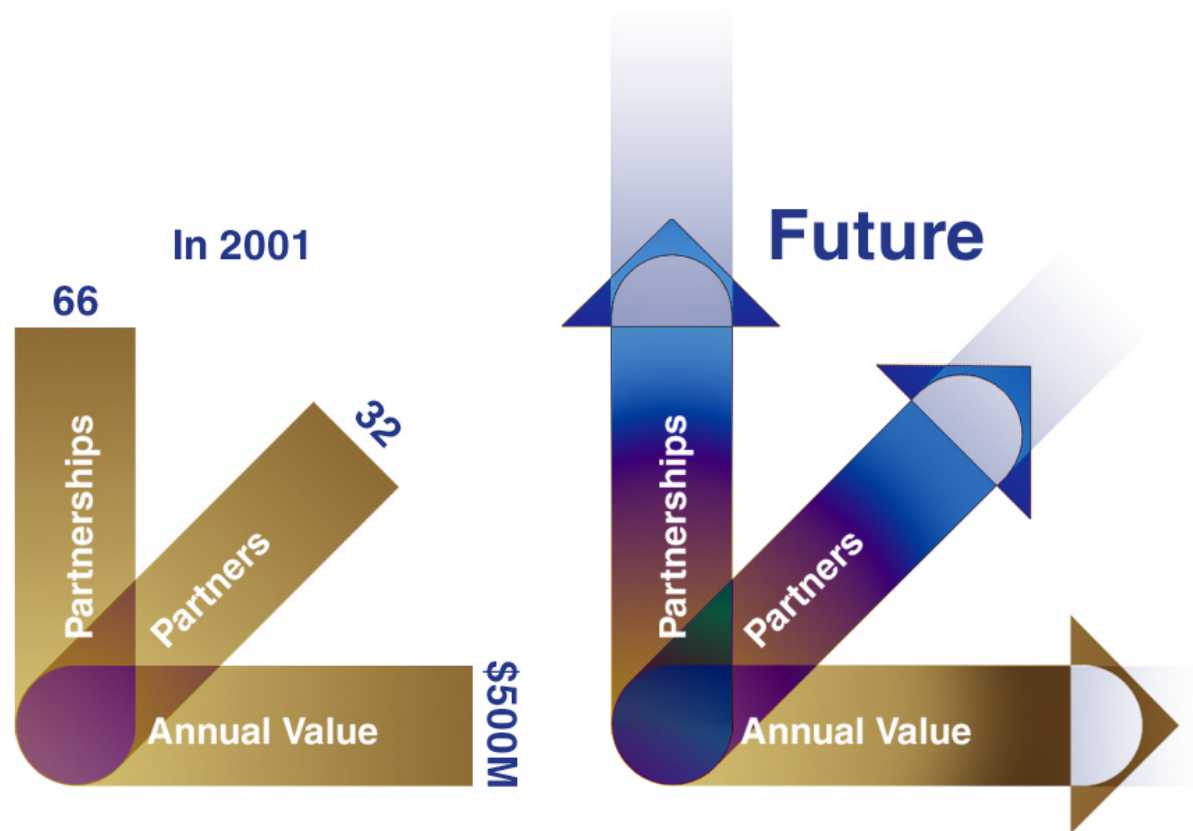 In 2001
66
Partnerships
32
Partners
$500M
Annual Value
Future
Partnerships
Partners
Annual Value